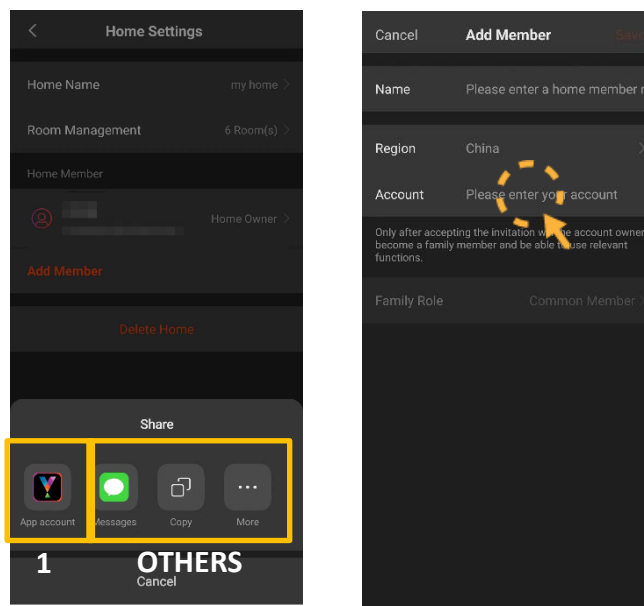 Home Settings
Home Name my home
Room Management 6 Room(s)
Home Member
Home Owner
Add Member
Delete Home
Share
App account Messages Copy More
1 OTHERS
Cancel
Cancel Add Member Save
Name Please enter a home member n
Region China
Account Please enter your account
Only after accepting the invitation will the account owner
become a family member and be able to use relevant
functions.
Family Role Common Member